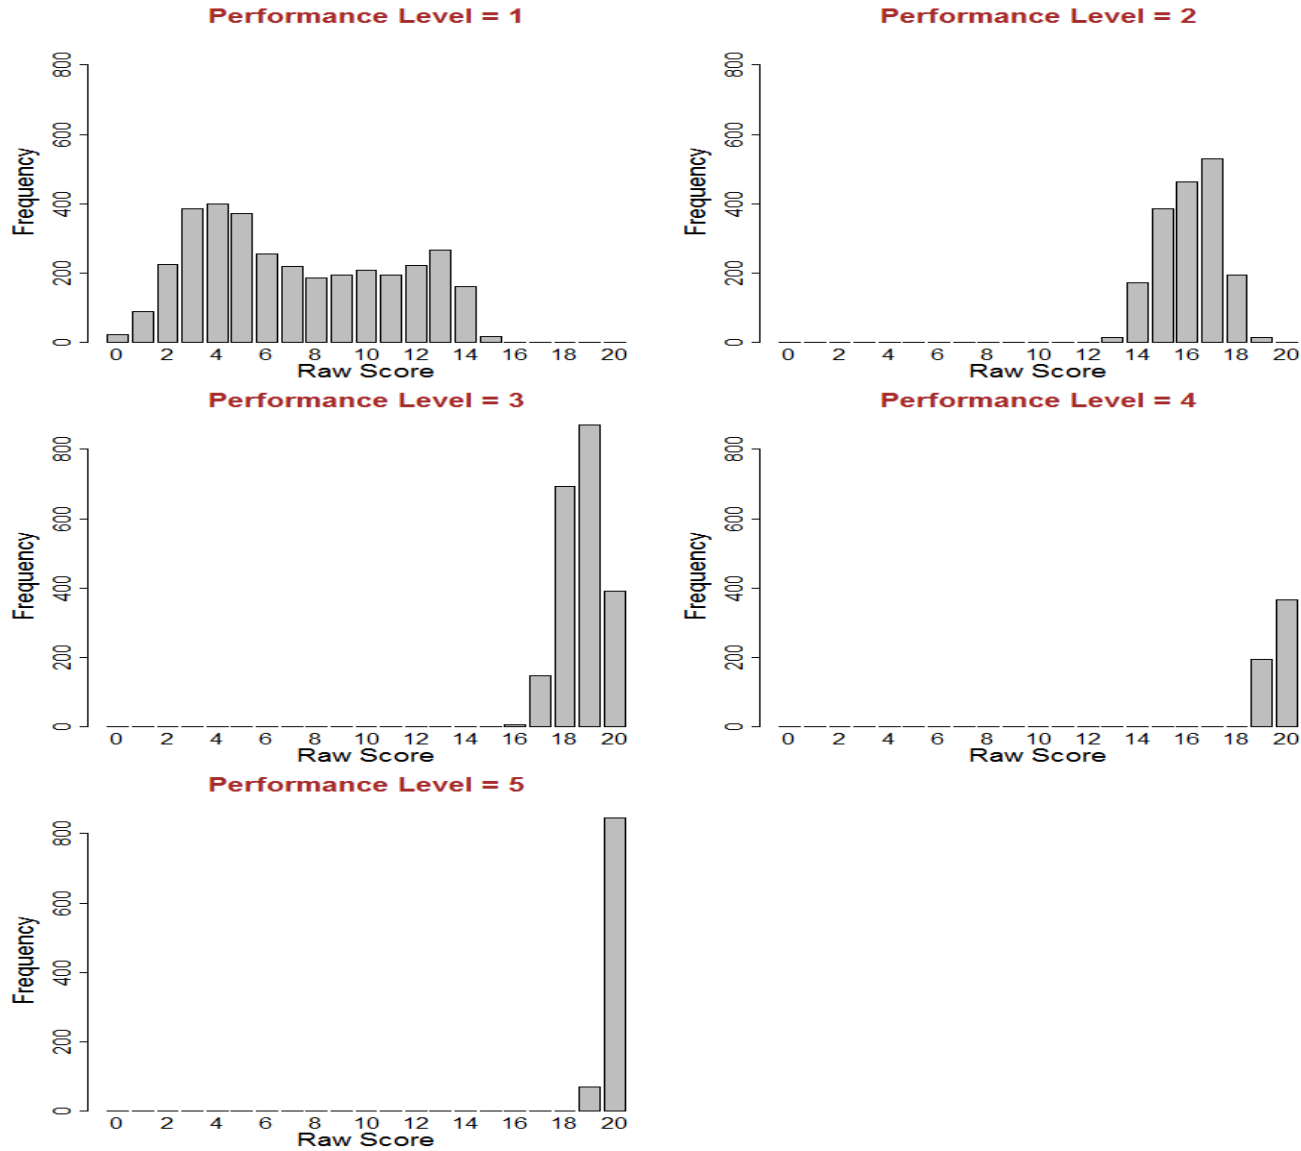 Performance Level = 1
Frequency
0 200 400 600 800
0 2 4 6 8 10 12 14 16 18 20
Raw Score
Performance Level = 2
Frequency
0 200 400 600 800
0 2 4 6 8 10 12 14 16 18 20
Raw Score
Performance Level = 3
Frequency
0 200 400 600 800
0 2 4 6 8 10 12 14 16 18 20
Raw Score
Performance Level = 4
Frequency
0 200 400 600 800
0 2 4 6 8 10 12 14 16 18 20
Raw Score
Performance Level = 5
Frequency
0 200 400 600 800
0 2 4 6 8 10 12 14 16 18 20
Raw Score